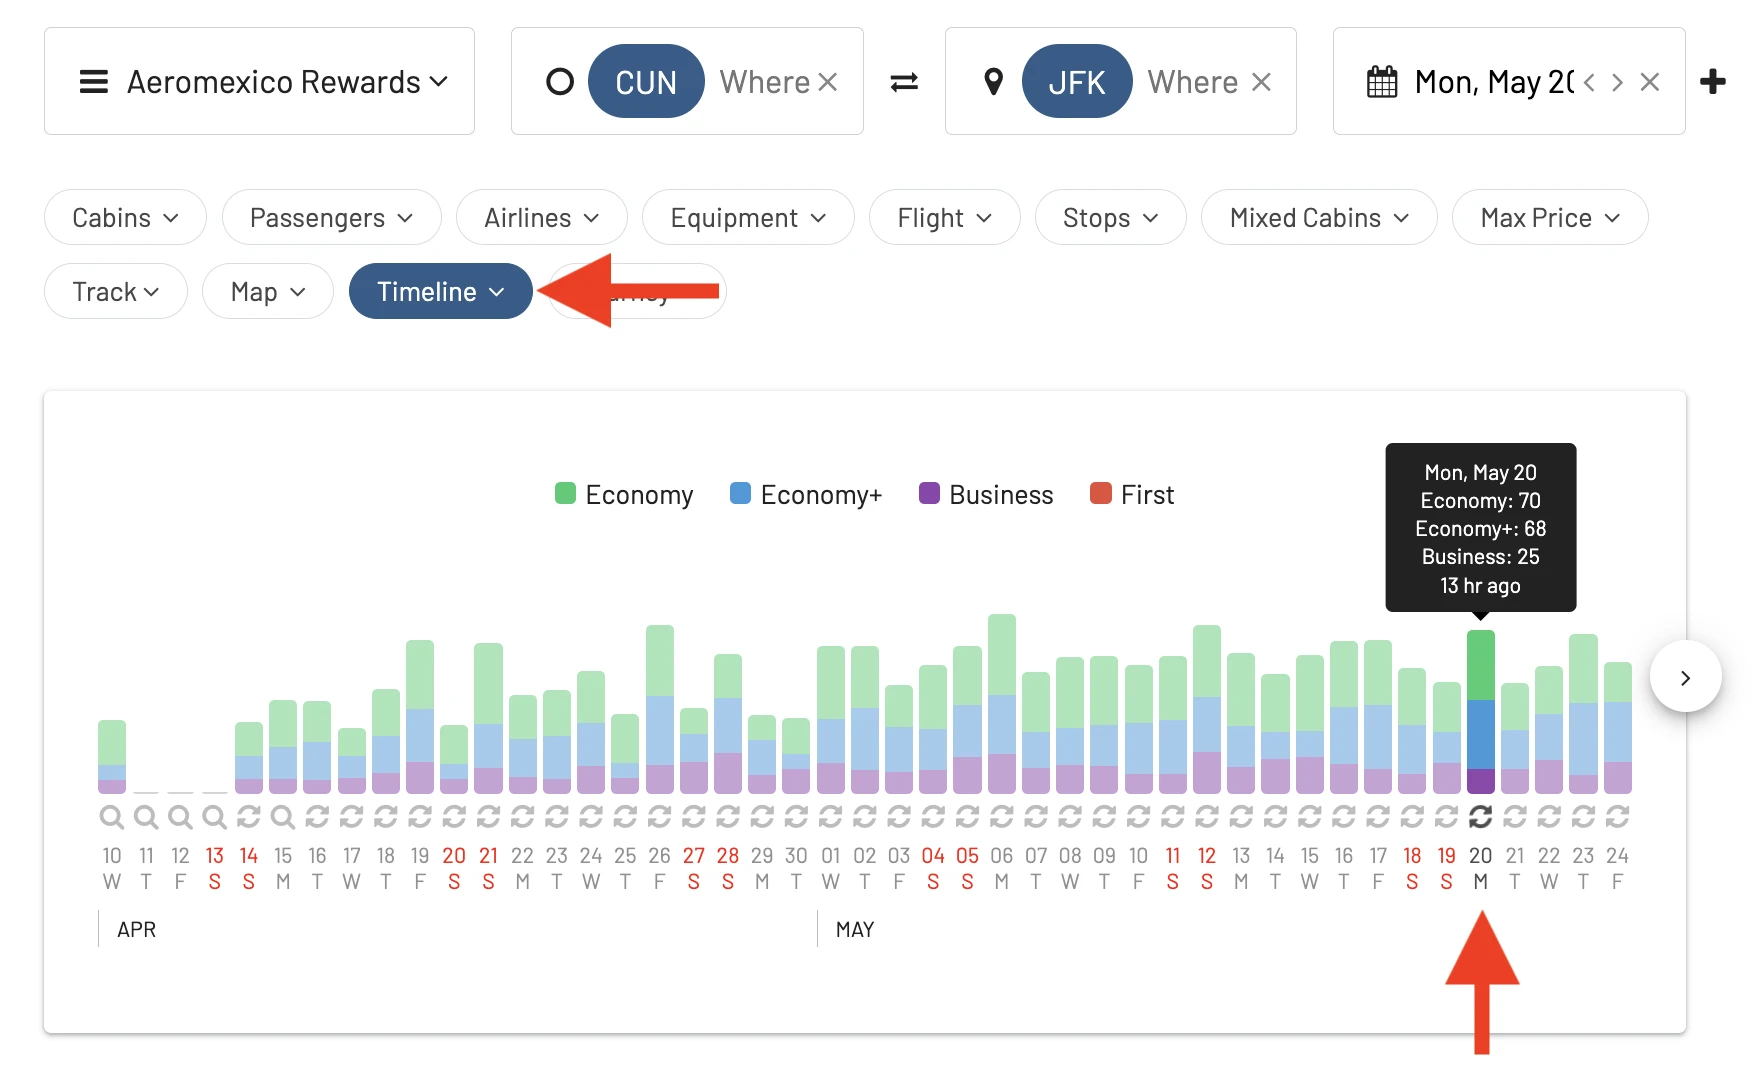 Aeromexico Rewards
CUN Where
JFK Where
Mon, May 20
Cabins
Passengers
Airlines
Equipment
Flight
Stops
Mixed Cabins
Max Price
Track
Map
Timeline
Economy
Economy+
Business
First
Mon, May 20
Economy: 70
Economy+: 68
Business: 25
13 hr ago
10 11 12 13 14 15 16 17 18 19 20 21 22 23 24 25 26 27 28 29 30 01 02 03 04 05 06 07 08 09 10 11 12 13 14 15 16 17 18 19 20 21 22 23 24
W T F S S M T W T F S S M T W T F S S M T W T F S S M T W T F S S M T W T F S S M T W T F
APR
MAY